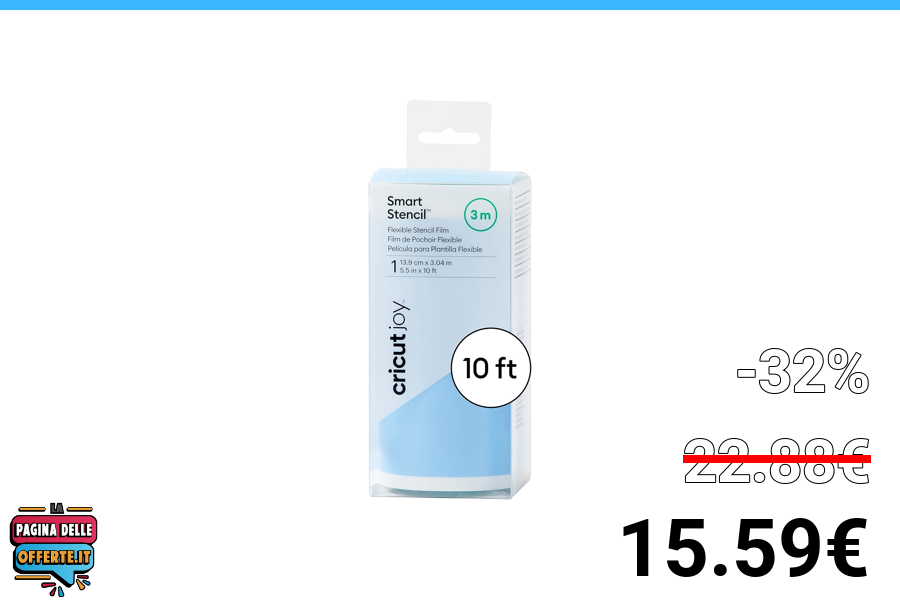 Smart
Stencil™
3 m
Flexible Stencil Film
Film de Pochoir Flexible
Película para Plantilla Flexible
1
13.9 cm x 3.04 m
5.5 in x 10 ft
cricut joy™
10 ft
-32%
22.88€
15.59€
LA
PAGINA DELLE
OFFERTE.IT